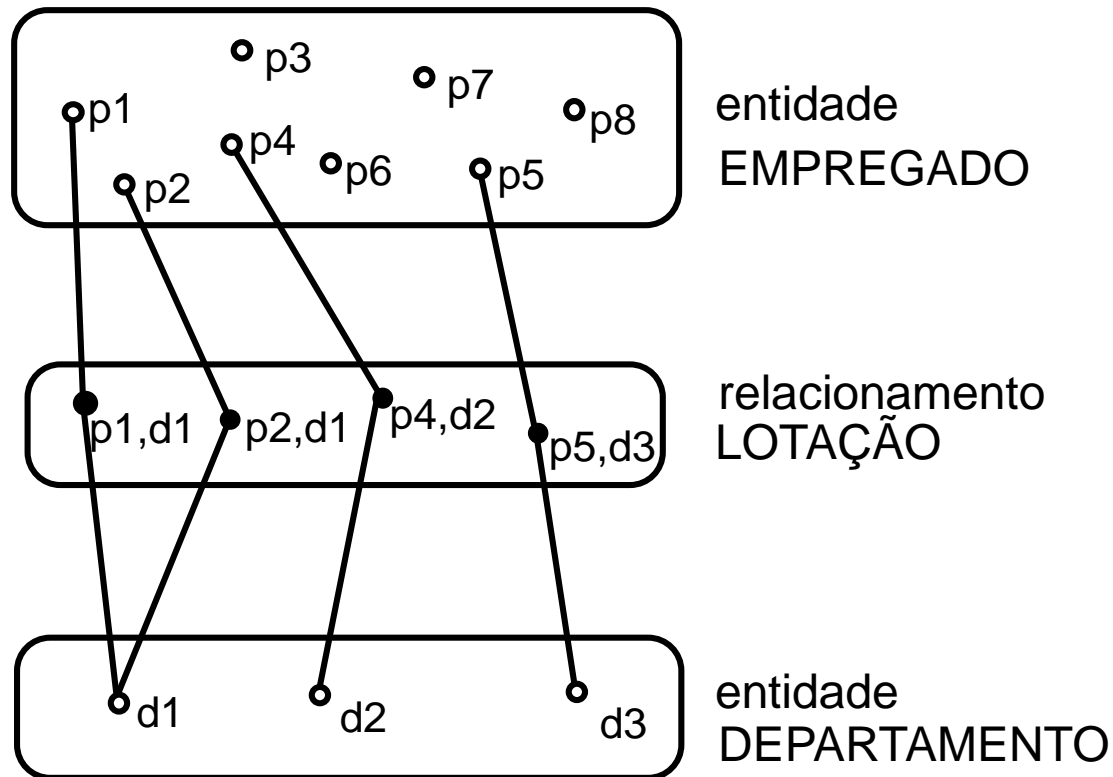 p3
p7
p1
p8
p4
p6
p5
p2
entidade
EMPREGADO
p1,d1
p2,d1
p4,d2
p5,d3
relacionamento
LOTAÇÃO
d1
d2
d3
entidade
DEPARTAMENTO